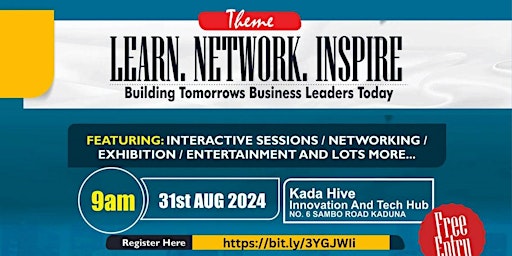 Theme
LEARN. NETWORK. INSPIRE
Building Tomorrows Business Leaders Today
FEATURING: INTERACTIVE SESSIONS / NETWORKING /
EXHIBITION / ENTERTAINMENT AND LOTS MORE...
9am
31st AUG 2024
Kada Hive
Innovation And Tech Hub
NO. 6 SAMBO ROAD KADUNA
Free
Entry
Register Here
https://bit.ly/3YGJWIi